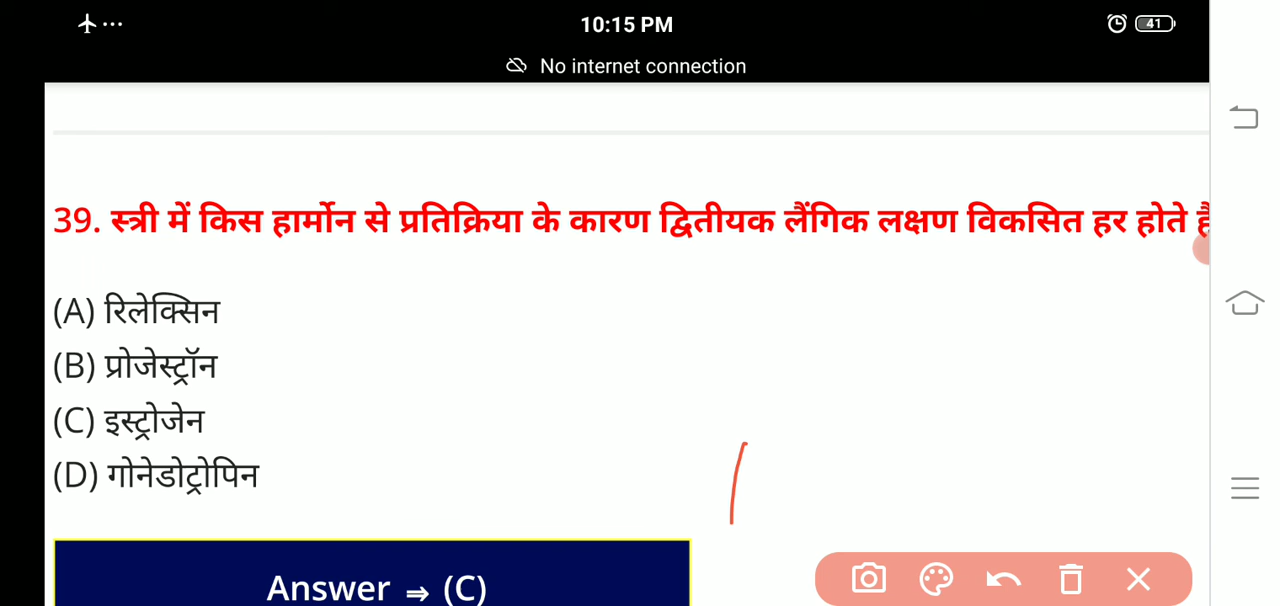 10:15 PM
41
No internet connection
39. स्त्री में किस हार्मोन से प्रतिक्रिया के कारण द्वितीयक लैंगिक लक्षण विकसित हर होते हैं
(A) रिलेक्सिन
(B) प्रोजेस्ट्रॉन
(C) इस्ट्रोजेन
(D) गोनेडोट्रोपिन
Answer ⇒ (C)